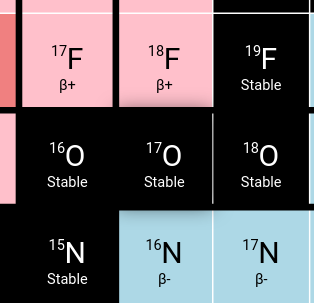 ¹⁷F ¹⁸F ¹⁹F
β+ β+ Stable
¹⁶O ¹⁷O ¹⁸O
Stable Stable Stable
¹⁵N ¹⁶N ¹⁷N
Stable β- β-